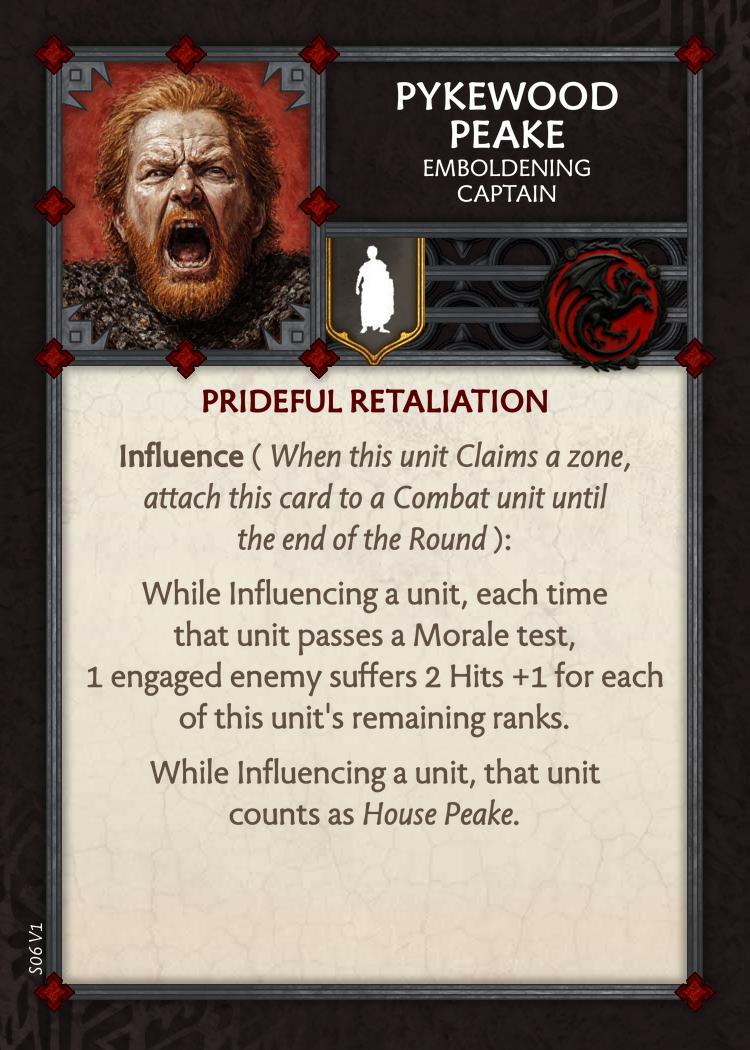 PYKEWOOD
PEAKE
EMBOLDENING
CAPTAIN
PRIDEFUL RETALIATION
Influence ( When this unit Claims a zone,
attach this card to a Combat unit until
the end of the Round ):
While Influencing a unit, each time
that unit passes a Morale test,
1 engaged enemy suffers 2 Hits +1 for each
of this unit's remaining ranks.
While Influencing a unit, that unit
counts as House Peake.
S06 V1